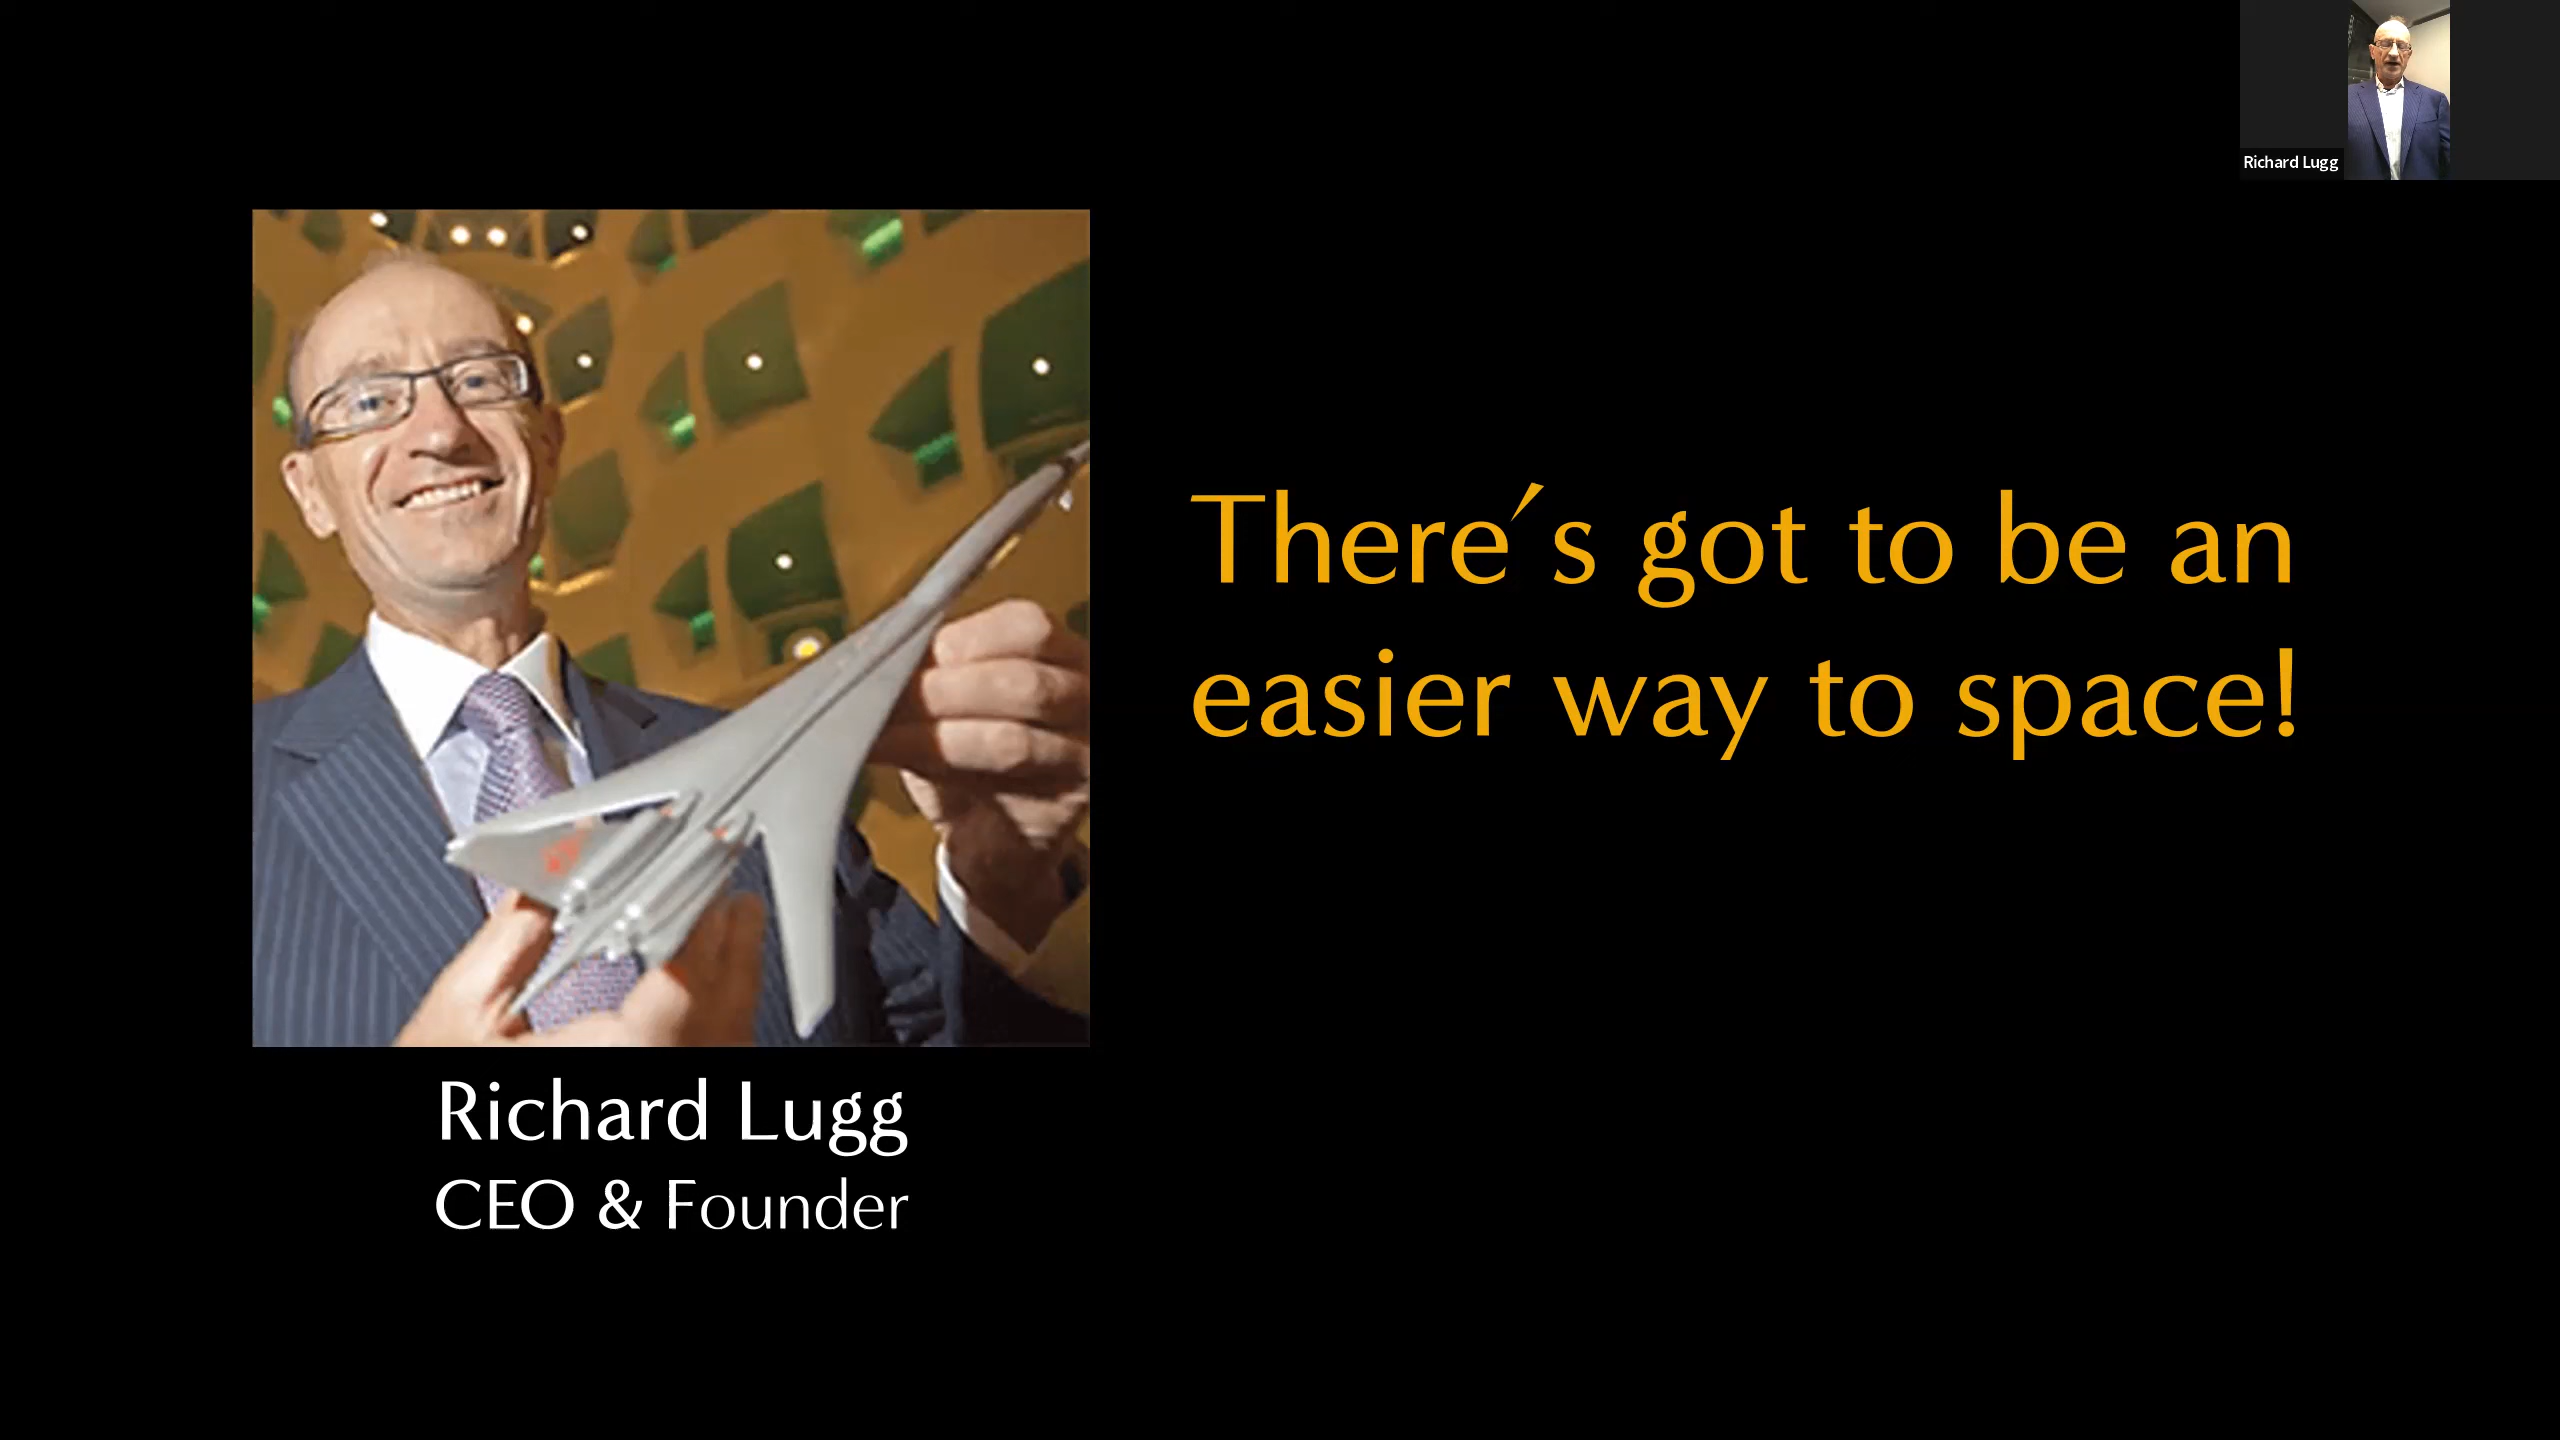 Richard Lugg
There´s got to be an
easier way to space!
Richard Lugg
CEO & Founder